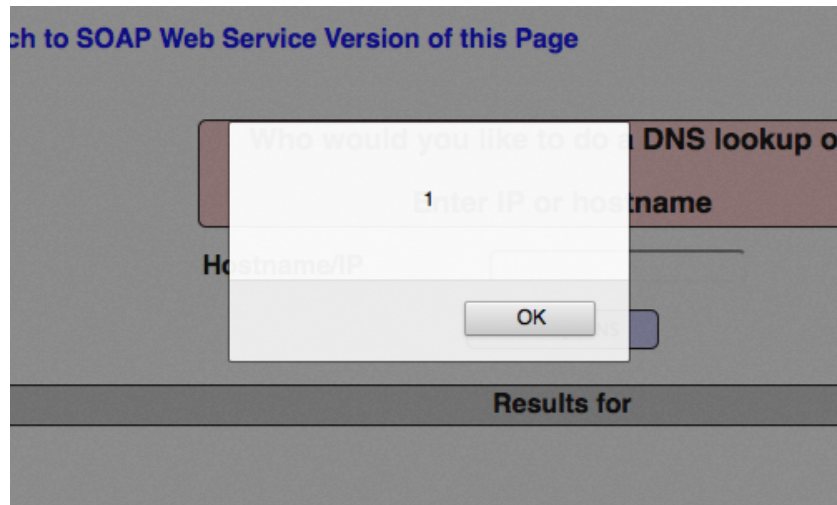 ch to SOAP Web Service Version of this Page
Who would you like to do a DNS lookup o
1
Enter IP or hostname
Hostname/IP
OK
Results for